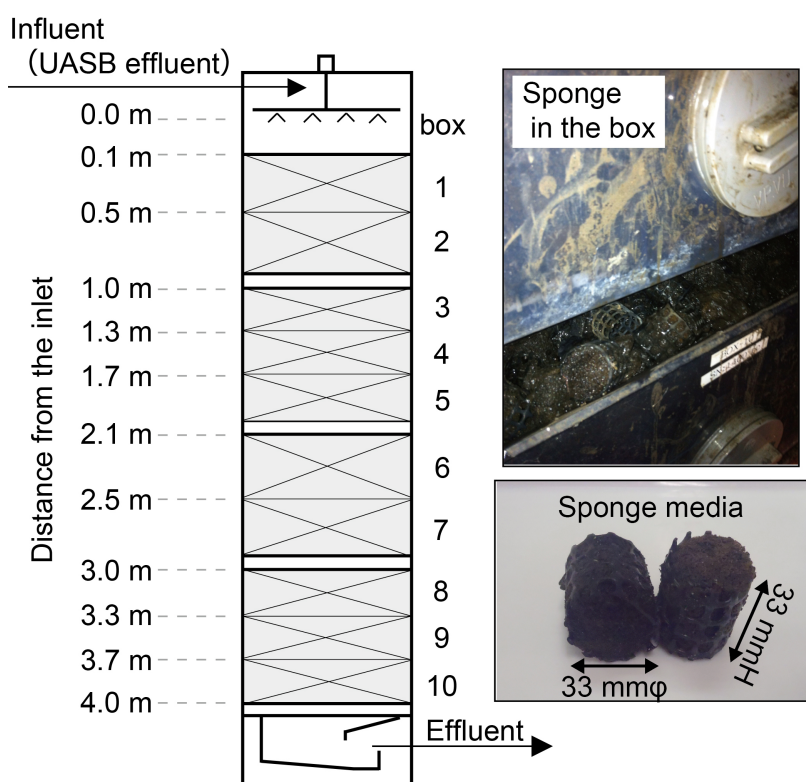 Influent
（UASB effluent）
0.0 m
0.1 m
0.5 m
1.0 m
1.3 m
1.7 m
2.1 m
2.5 m
3.0 m
3.3 m
3.7 m
4.0 m
Distance from the inlet
box
1
2
3
4
5
6
7
8
9
10
Effluent
Sponge
in the box
Sponge media
33 mmφ
33 mmH